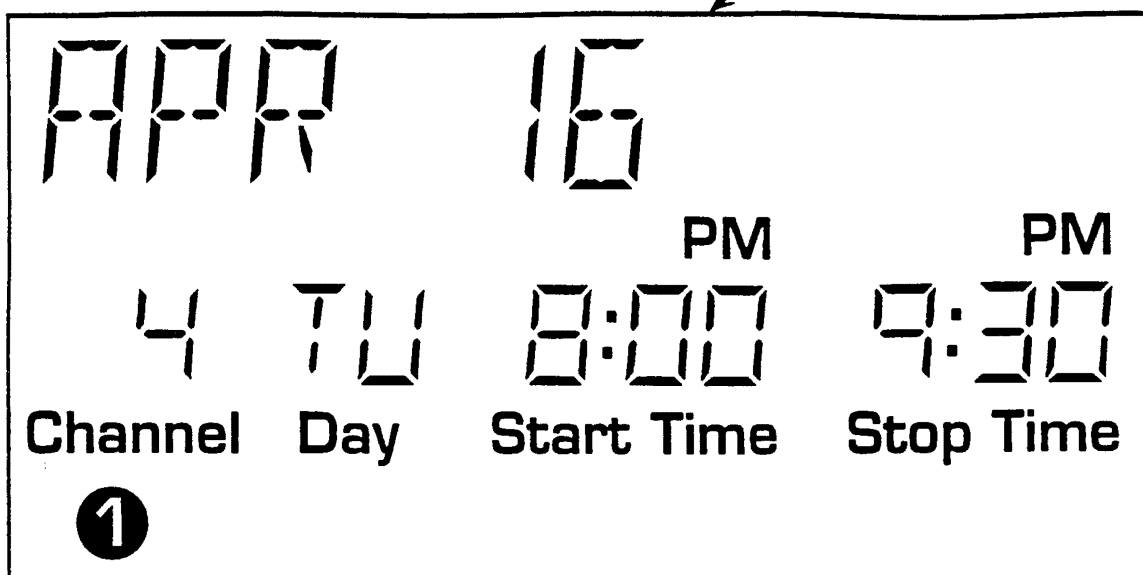 APR 16
PM PM
4 TU 8:00 9:30
Channel Day Start Time Stop Time
1